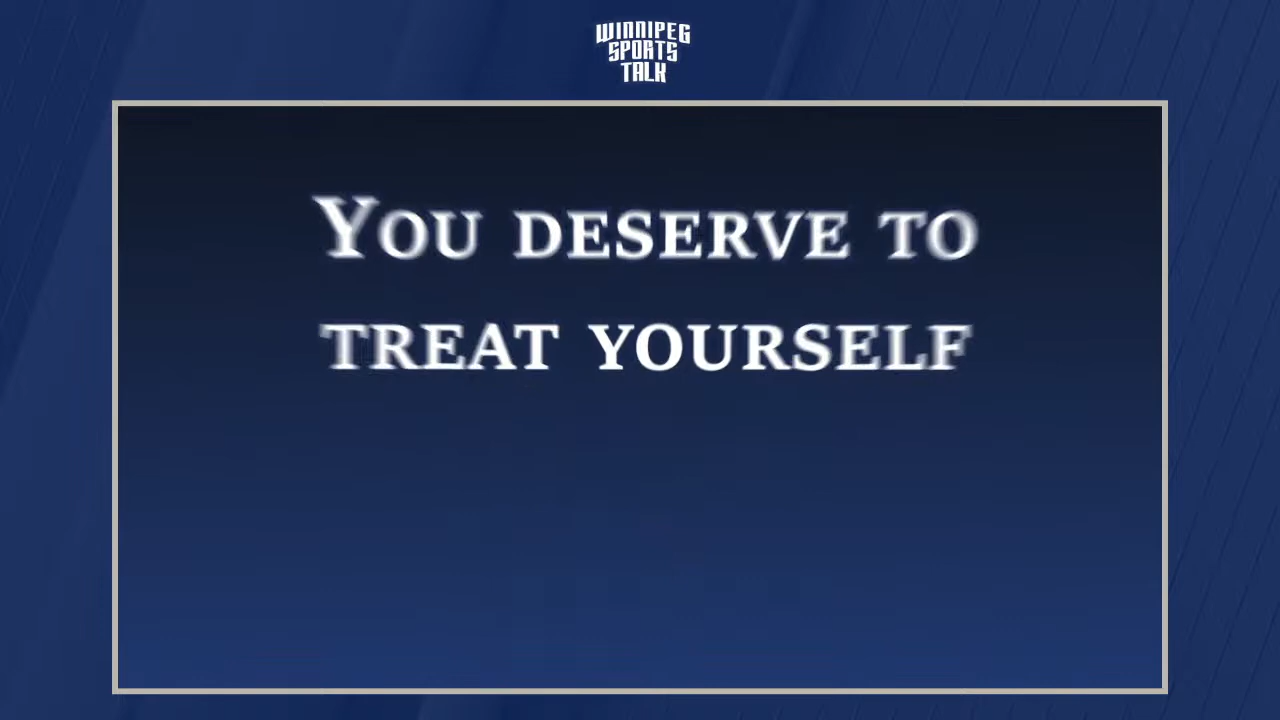 WINNIPEG
SPORTS
TALK
YOU DESERVE TO
TREAT YOURSELF